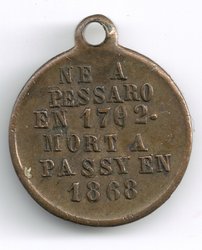 NE A
PESSARO
EN 1792-
MORT A
PASSY EN
1868